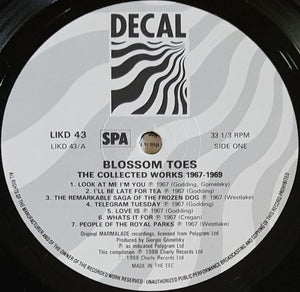 DECAL
LIKD 43
LIKD 43/A
SPA
33 1/3 RPM
SIDE ONE
BLOSSOM TOES
THE COLLECTED WORKS 1967-1969
1. LOOK AT ME I'M YOU ℗ 1967 (Godding, Gomelsky)
2. I'LL BE LATE FOR TEA ℗ 1967 (Godding)
3. THE REMARKABLE SAGA OF THE FROZEN DOG ℗ 1967 (Westlake)
4. TELEGRAM TUESDAY ℗ 1967 (Godding)
5. LOVE IS ℗ 1967 (Godding)
6. WHAT'S IT FOR ℗ 1967 (Cregan)
7. PEOPLE OF THE ROYAL PARKS ℗ 1967 (Westlake)
Original MARMALADE recordings, licensed from Polygram Ltd.
Produced by Giorgio Gomelsky
℗ as indicated Polygram Ltd
This compilation ℗ 1988 Charly Records Ltd
© 1988 Charly Records Ltd
MADE IN THE EEC
ALL RIGHTS OF THE MANUFACTURER AND OF THE OWNER OF THE RECORDED WORK RESERVED · UNAUTHORISED PUBLIC PERFORMANCE, BROADCASTING AND COPYING OF THIS RECORD PROHIBITED